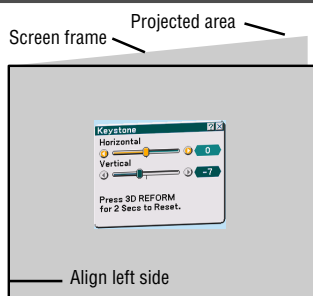 Projected area
Screen frame
Keystone
Horizontal
0
Vertical
-7
Press 3D REFORM
for 2 Secs to Reset.
Align left side